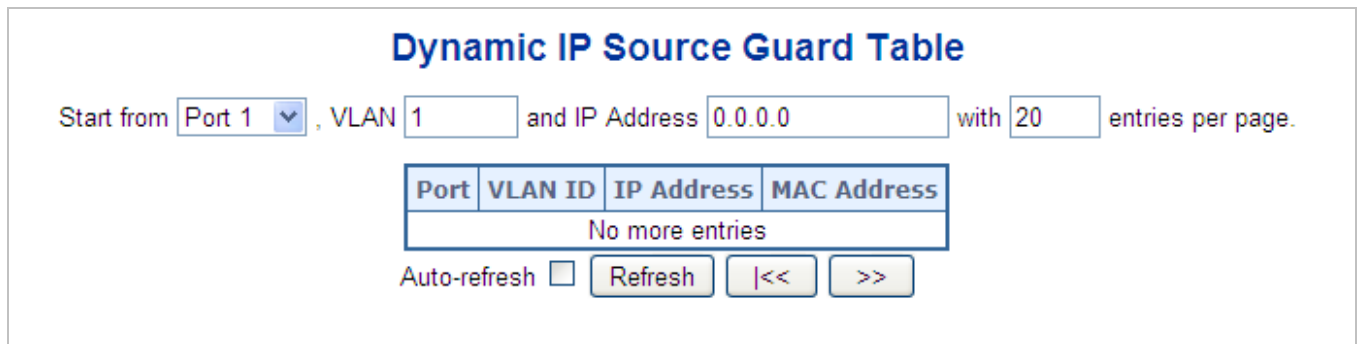 Dynamic IP Source Guard Table
Start from Port 1 , VLAN 1 and IP Address 0.0.0.0 with 20 entries per page.
Port VLAN ID IP Address MAC Address
No more entries
Auto-refresh Refresh |<< >>